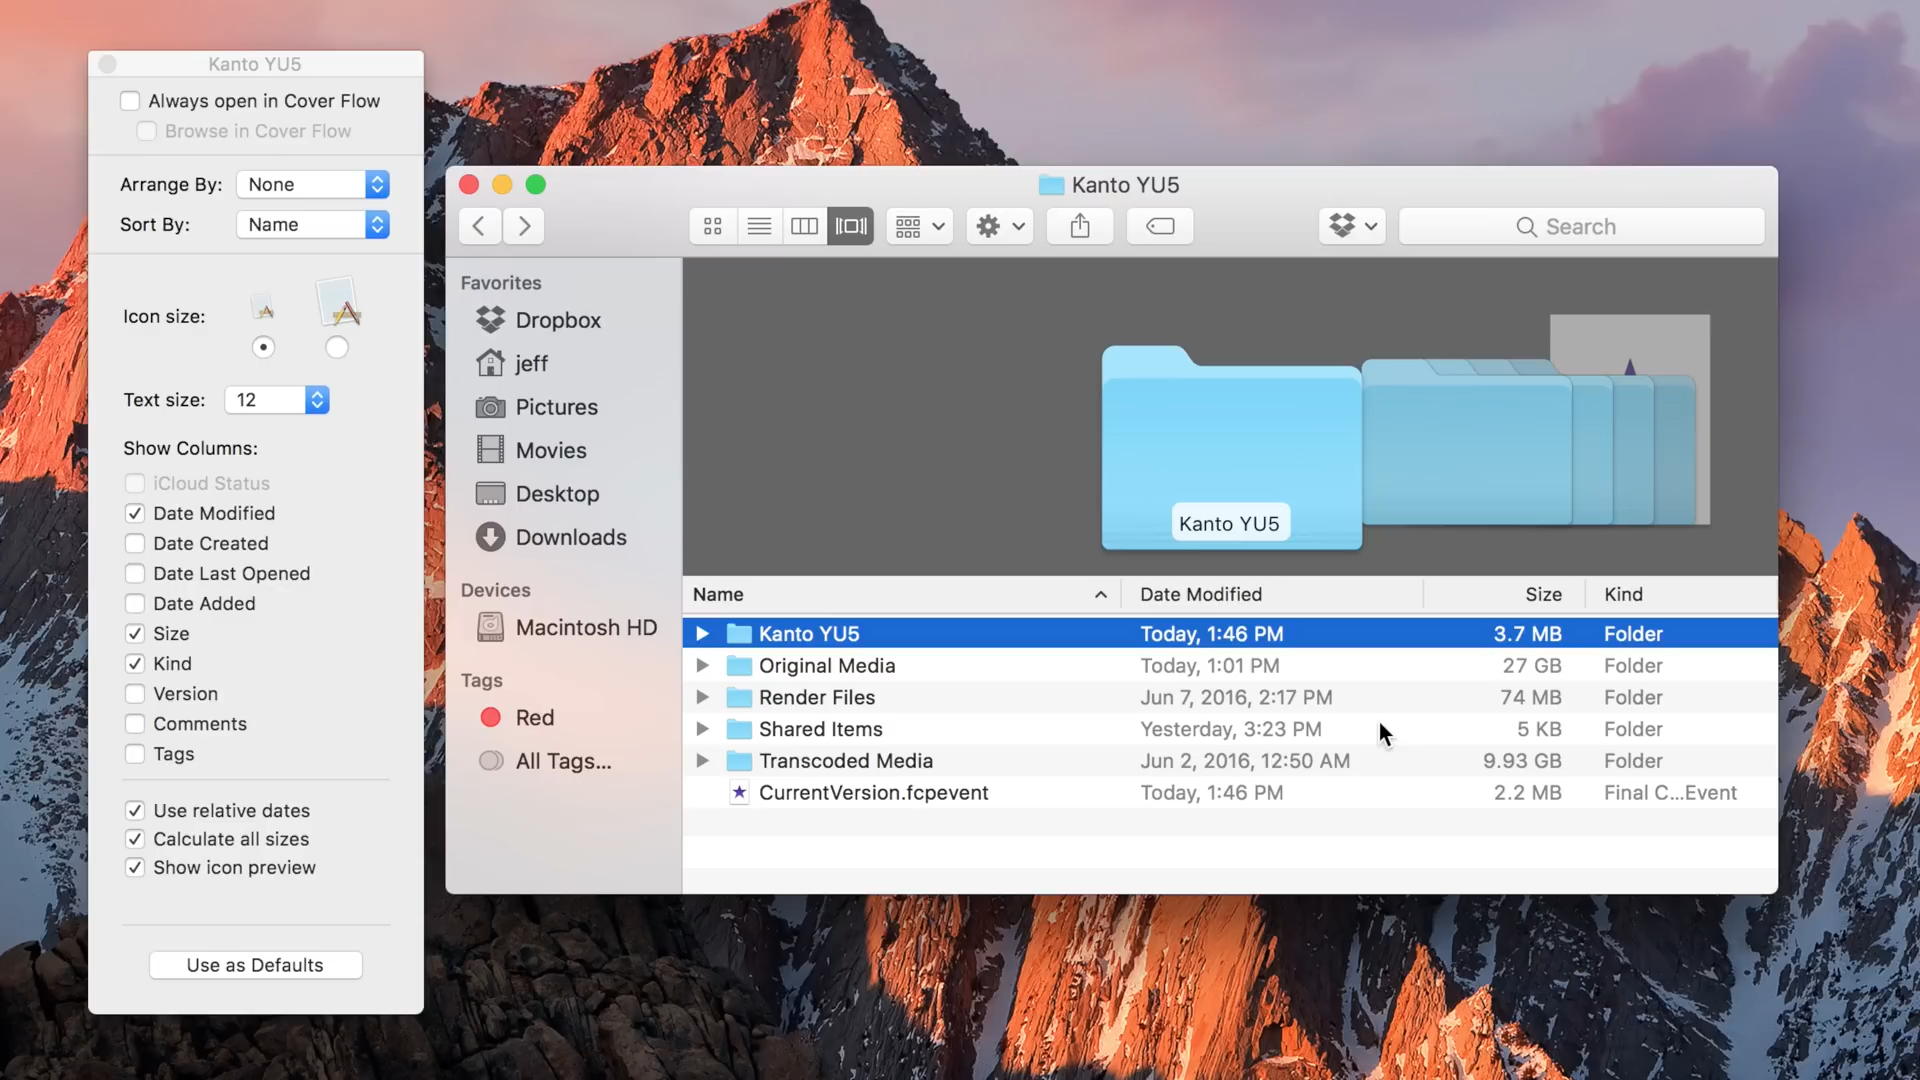 Kanto YU5
Always open in Cover Flow
Browse in Cover Flow
Arrange By: None
Sort By: Name
Icon size:
Text size: 12
Show Columns:
iCloud Status
Date Modified
Date Created
Date Last Opened
Date Added
Size
Kind
Version
Comments
Tags
Use relative dates
Calculate all sizes
Show icon preview
Use as Defaults
Kanto YU5
Search
Favorites
Dropbox
jeff
Pictures
Movies
Desktop
Downloads
Devices
Macintosh HD
Tags
Red
All Tags...
Kanto YU5
Name Date Modified Size Kind
Kanto YU5 Today, 1:46 PM 3.7 MB Folder
Original Media Today, 1:01 PM 27 GB Folder
Render Files Jun 7, 2016, 2:17 PM 74 MB Folder
Shared Items Yesterday, 3:23 PM 5 KB Folder
Transcoded Media Jun 2, 2016, 12:50 AM 9.93 GB Folder
CurrentVersion.fcpevent Today, 1:46 PM 2.2 MB Final C...Event